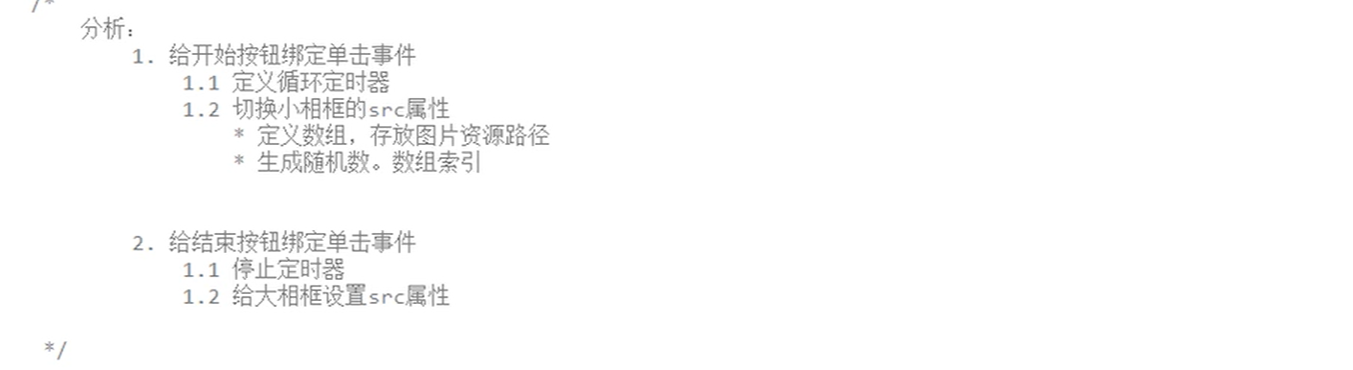 /*
分析：
1. 给开始按钮绑定单击事件
1.1 定义循环定时器
1.2 切换小相框的src属性
* 定义数组，存放图片资源路径
* 生成随机数。数组索引
2. 给结束按钮绑定单击事件
1.1 停止定时器
1.2 给大相框设置src属性
*/